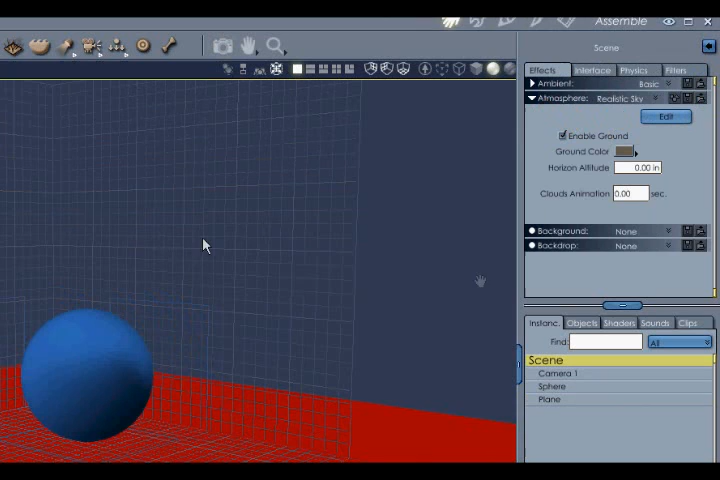 Assemble
Scene
Effects Interface Physics Filters
Ambient: Basic
Atmosphere: Realistic Sky
Edit
Enable Ground
Ground Color
Horizon Altitude 0.00 in
Clouds Animation 0.00 sec.
Background: None
Backdrop: None
Instanc. Objects Shaders Sounds Clips
Find: All
Scene
Camera 1
Sphere
Plane